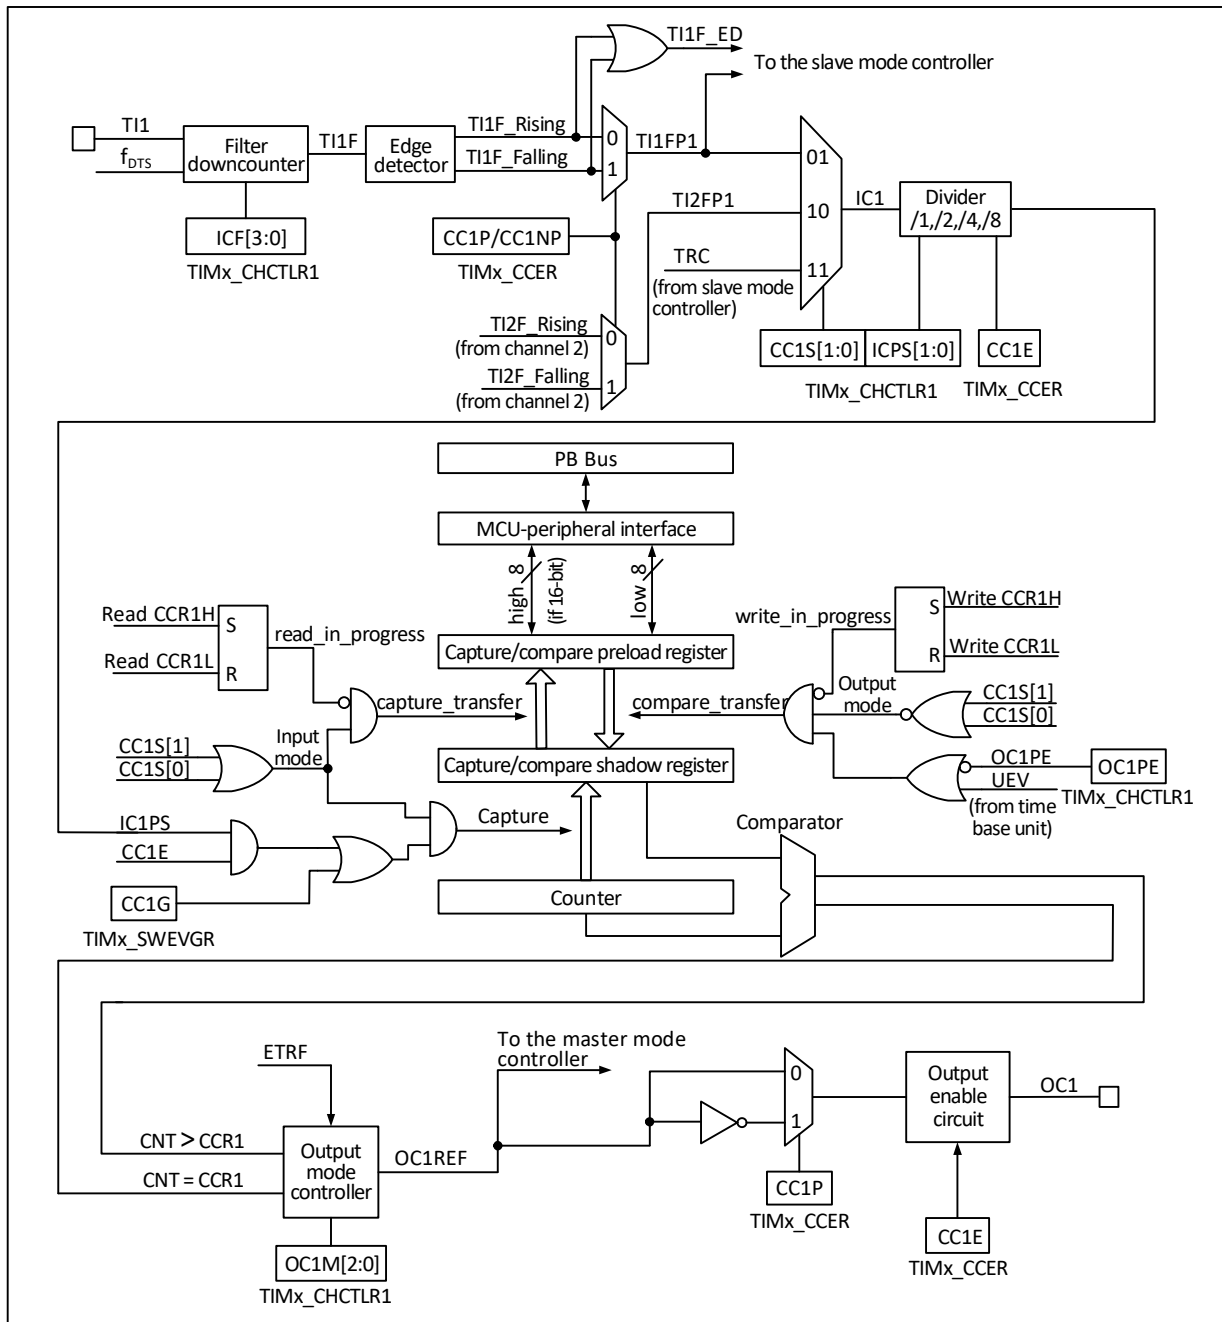 TI1F_ED
To the slave mode controller
TI1
f_DTS
Filter
downcounter
TI1F
Edge
detector
TI1F_Rising
TI1F_Falling
0
1
TI1FP1
01
10
11
IC1
Divider
/1,/2,/4,/8
TI2FP1
ICF[3:0]
TIMx_CHCTLR1
CC1P/CC1NP
TIMx_CCER
TRC
(from slave mode
controller)
TI2F_Rising
(from channel 2)
TI2F_Falling
(from channel 2)
0
1
CC1S[1:0]
ICPS[1:0]
CC1E
TIMx_CHCTLR1
TIMx_CCER
PB Bus
MCU-peripheral interface
high
8
(if 16-bit)
low
8
Read CCR1H
Read CCR1L
S
R
read_in_progress
Capture/compare preload register
write_in_progress
S
R
Write CCR1H
Write CCR1L
capture_transfer
compare_transfer
Output
mode
CC1S[1]
CC1S[0]
CC1S[1]
CC1S[0]
Input
mode
Capture/compare shadow register
OC1PE
UEV
(from time
base unit)
OC1PE
TIMx_CHCTLR1
IC1PS
CC1E
Capture
Comparator
CC1G
TIMx_SWEVGR
Counter
ETRF
To the master mode
controller
CNT > CCR1
CNT = CCR1
Output
mode
controller
OC1REF
0
1
Output
enable
circuit
OC1
CC1P
TIMx_CCER
CC1E
TIMx_CCER
OC1M[2:0]
TIMx_CHCTLR1